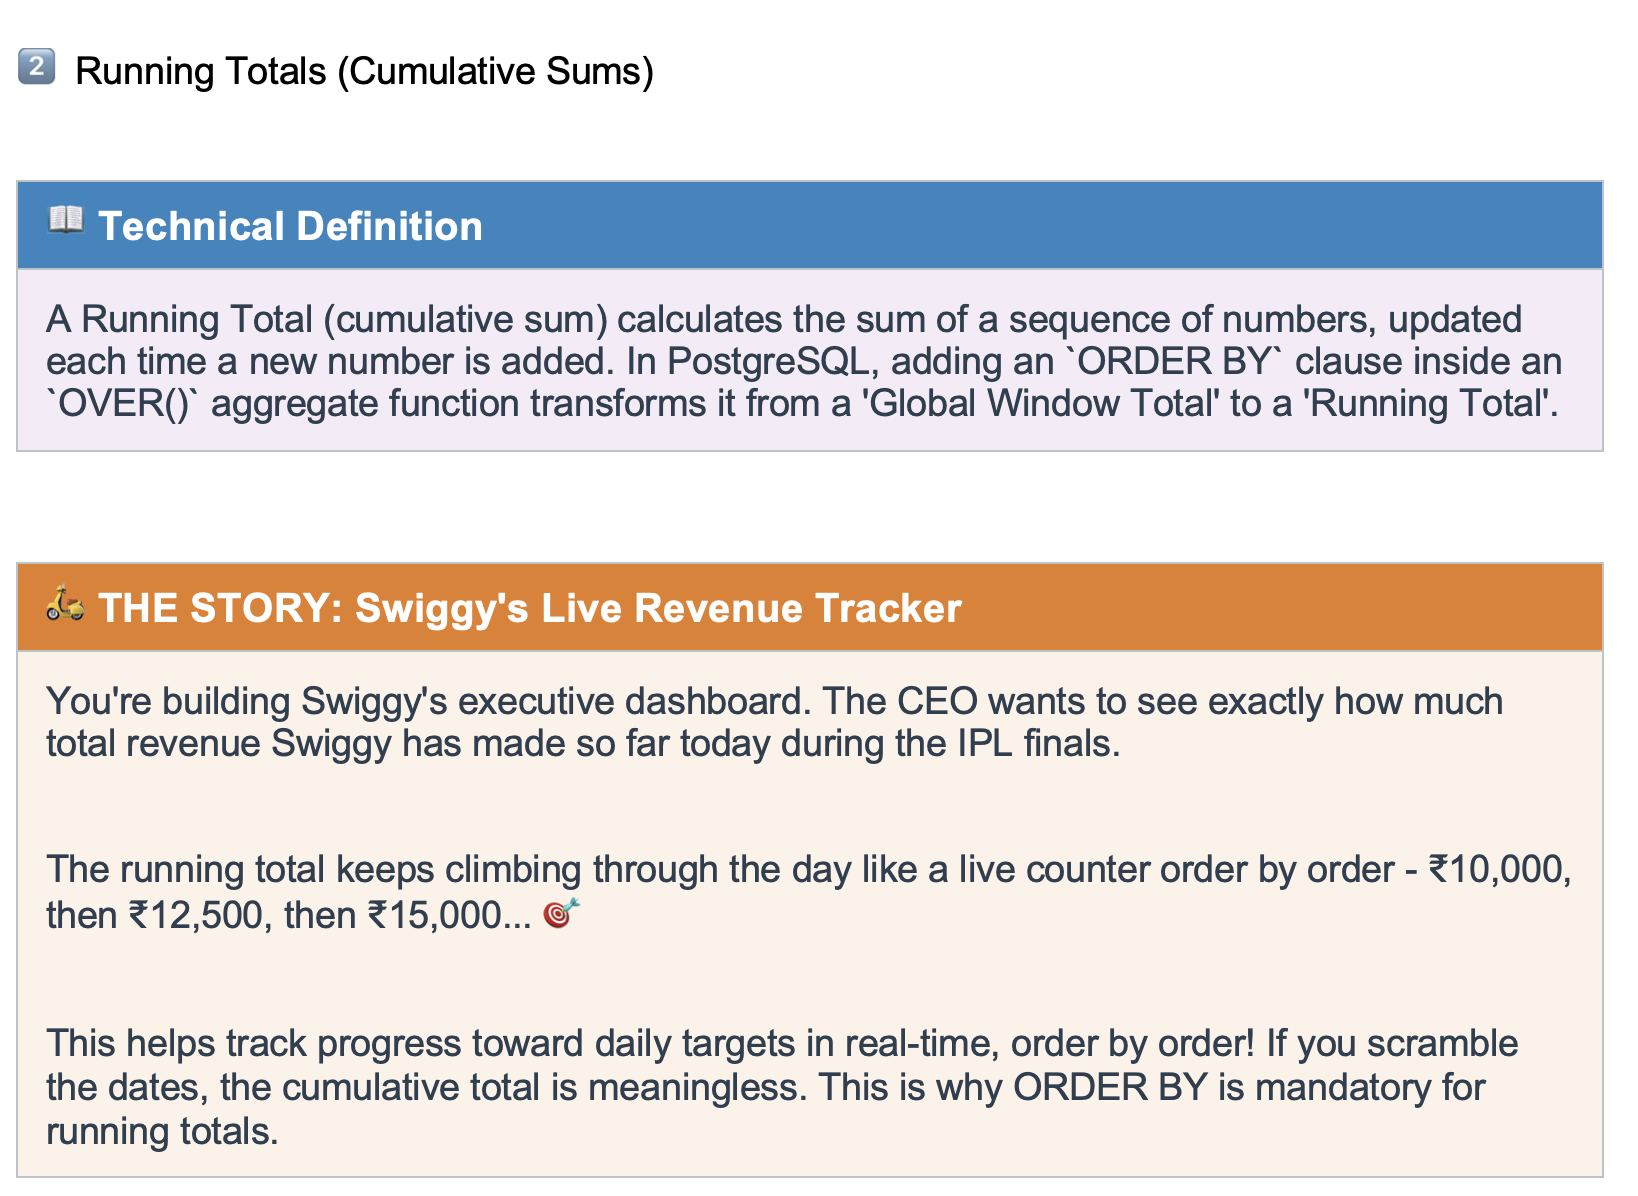 2️⃣ Running Totals (Cumulative Sums)
📖 Technical Definition
A Running Total (cumulative sum) calculates the sum of a sequence of numbers, updated
each time a new number is added. In PostgreSQL, adding an `ORDER BY` clause inside an
`OVER()` aggregate function transforms it from a 'Global Window Total' to a 'Running Total'.
🛵 THE STORY: Swiggy's Live Revenue Tracker
You're building Swiggy's executive dashboard. The CEO wants to see exactly how much
total revenue Swiggy has made so far today during the IPL finals.
The running total keeps climbing through the day like a live counter order by order - ₹10,000,
then ₹12,500, then ₹15,000... 🎯
This helps track progress toward daily targets in real-time, order by order! If you scramble
the dates, the cumulative total is meaningless. This is why ORDER BY is mandatory for
running totals.